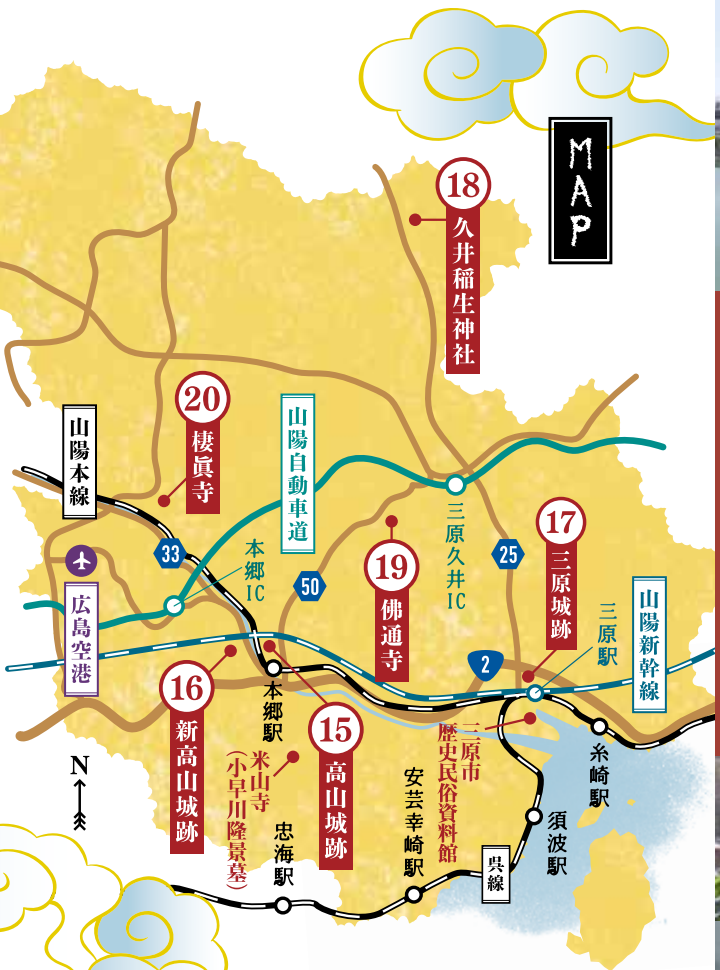 MAP
18
久井稲生神社
20
棲眞寺
山陽自動車道
山陽本線
17
三原城跡
三原久井IC
本郷IC
33
25
50
19
佛通寺
広島空港
山陽新幹線
三原駅
2
16
新高山城跡
本郷駅
15
高山城跡
三原市
歴史民俗資料館
米山寺
(小早川隆景墓)
糸崎駅
安芸幸崎駅
須波駅
忠海駅
呉線
N